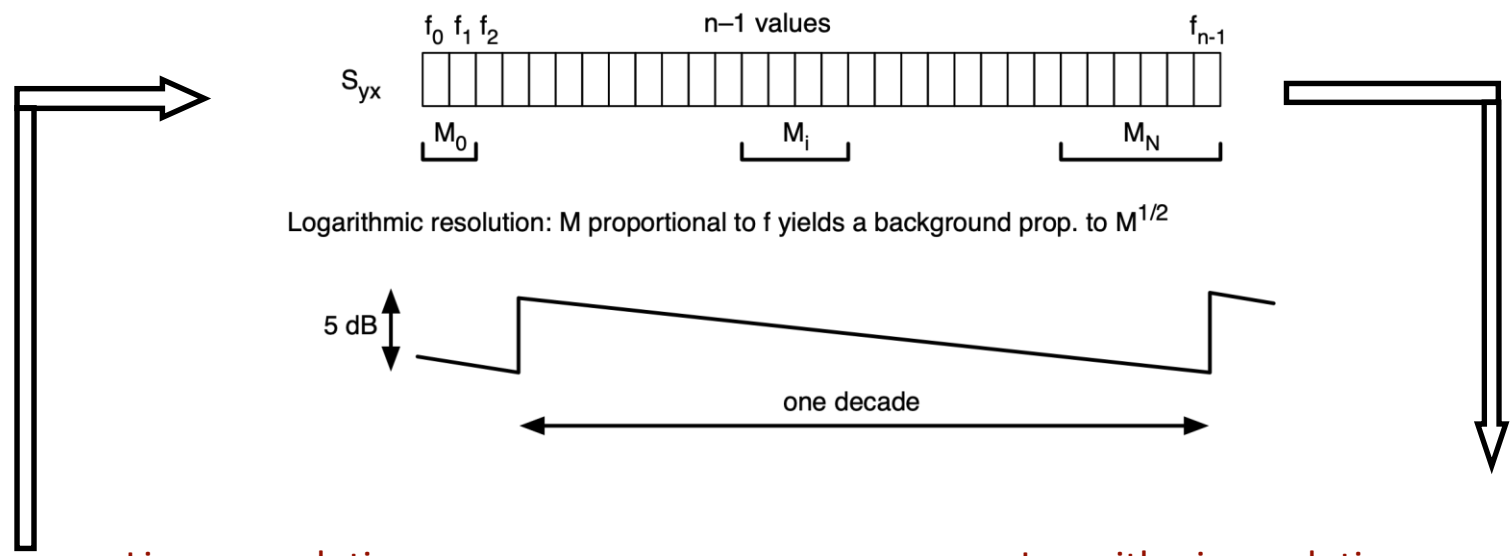 f0 f1 f2 n–1 values fn-1
Syx
M0 Mi MN
Logarithmic resolution: M proportional to f yields a background prop. to M1/2
5 dB
one decade